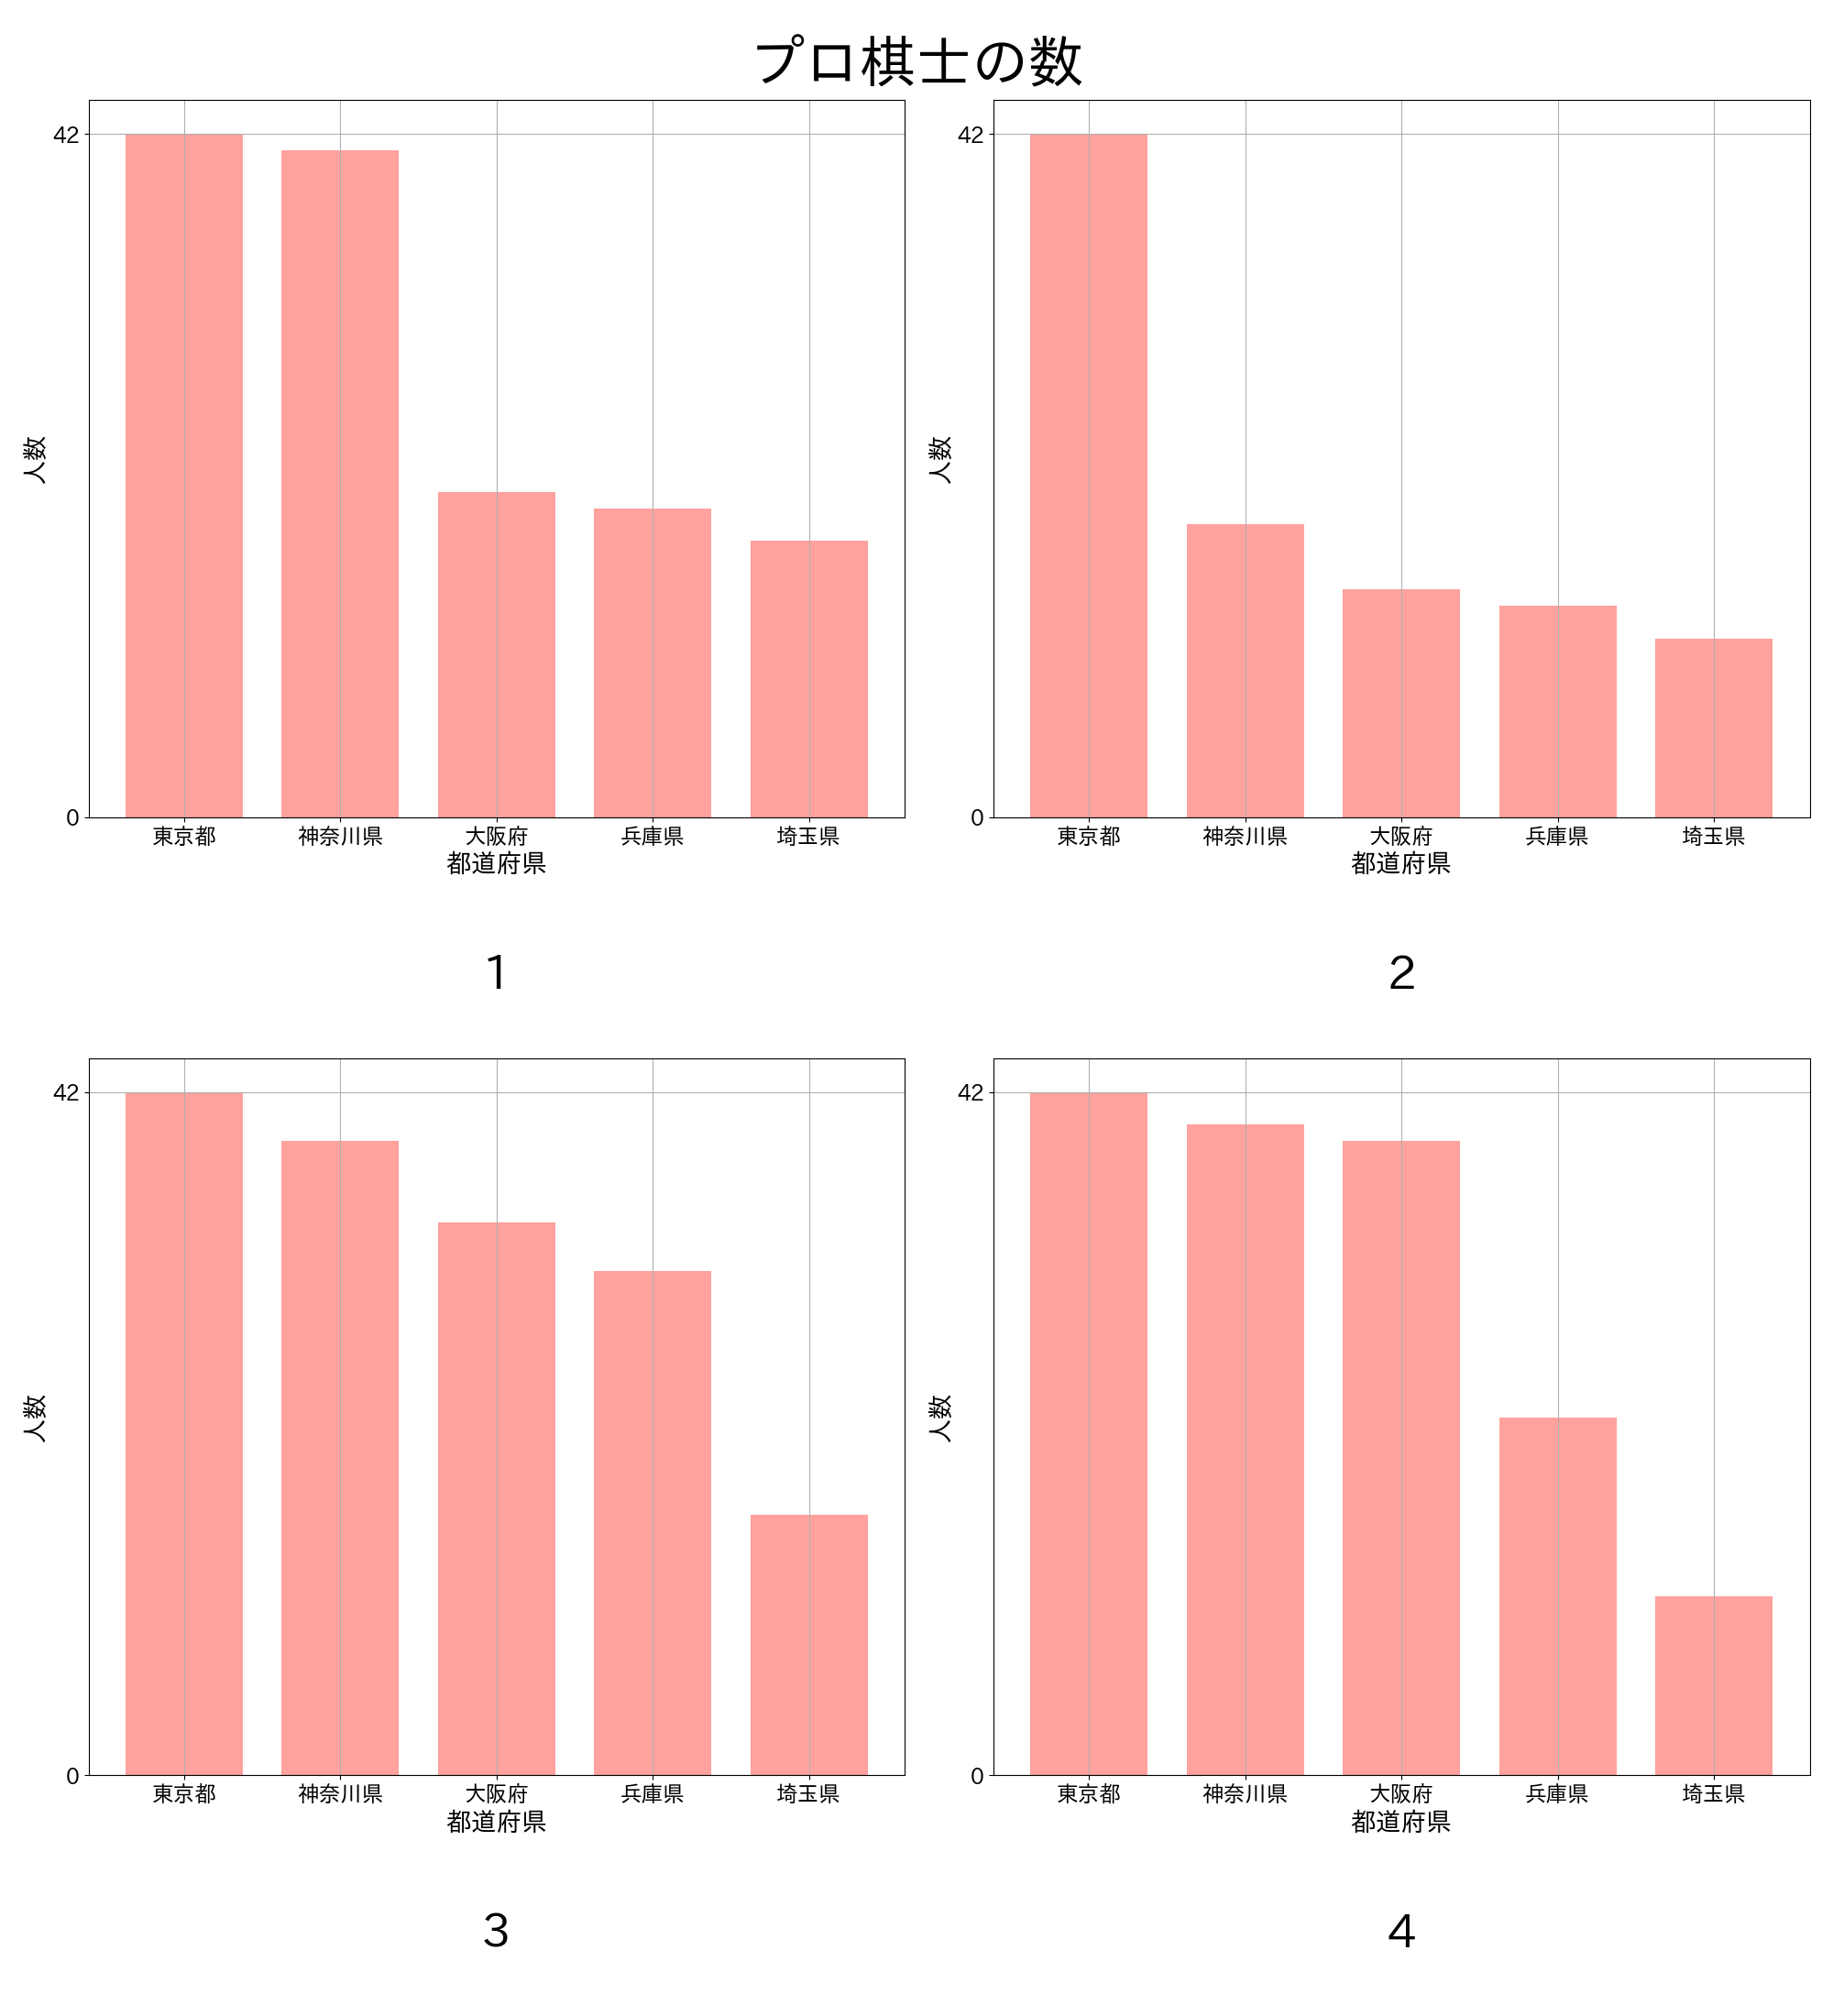 プロ棋士の数
42
0
人数
東京都 神奈川県 大阪府 兵庫県 埼玉県
都道府県
1
42
0
人数
東京都 神奈川県 大阪府 兵庫県 埼玉県
都道府県
2
42
0
人数
東京都 神奈川県 大阪府 兵庫県 埼玉県
都道府県
3
42
0
人数
東京都 神奈川県 大阪府 兵庫県 埼玉県
都道府県
4